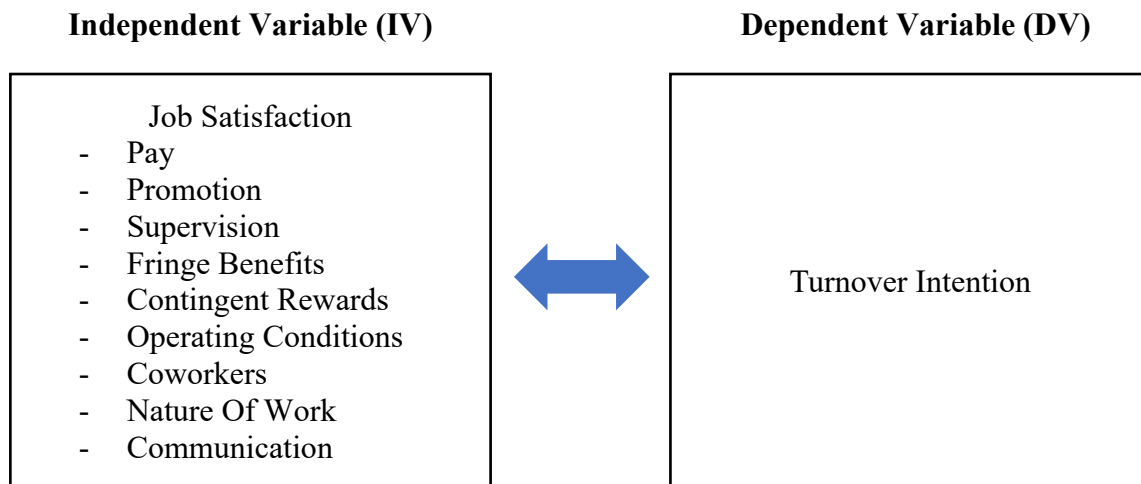 Independent Variable (IV)
Dependent Variable (DV)
Job Satisfaction
- Pay
- Promotion
- Supervision
- Fringe Benefits
- Contingent Rewards
- Operating Conditions
- Coworkers
- Nature Of Work
- Communication
Turnover Intention